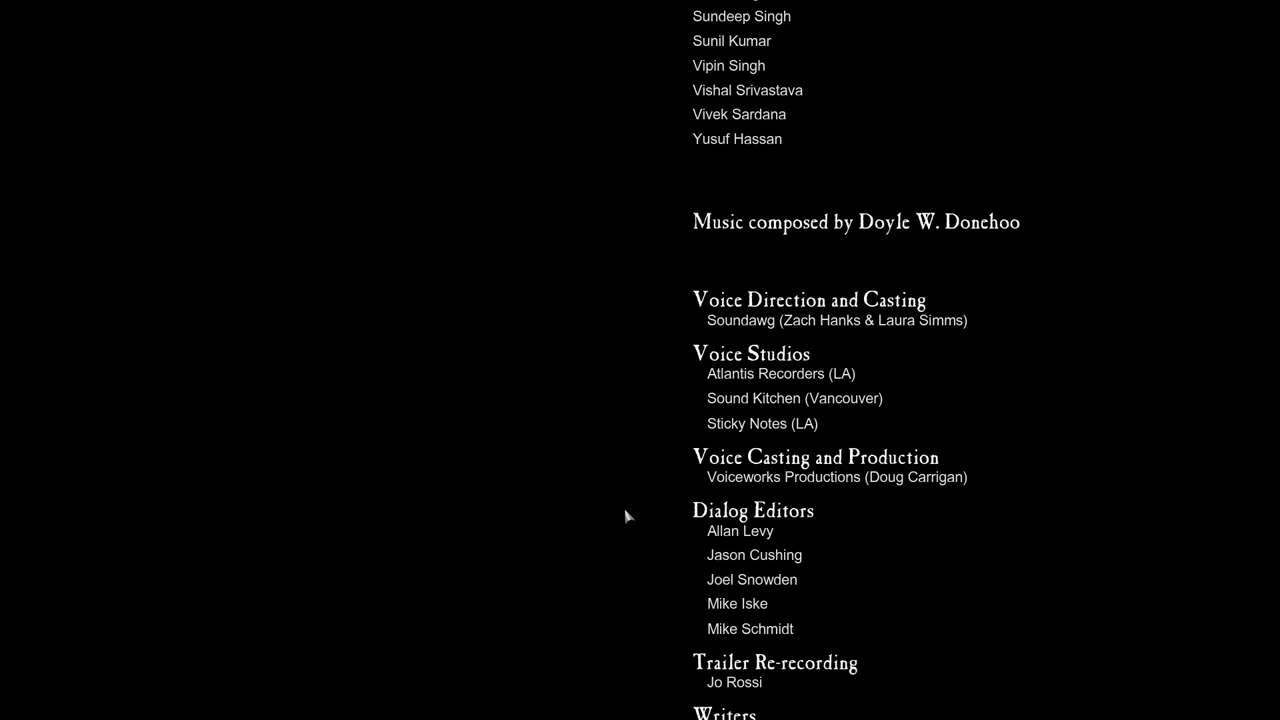 Sundeep Singh
Sunil Kumar
Vipin Singh
Vishal Srivastava
Vivek Sardana
Yusuf Hassan
Music composed by Doyle W. Donehoo
Voice Direction and Casting
Soundawg (Zach Hanks & Laura Simms)
Voice Studios
Atlantis Recorders (LA)
Sound Kitchen (Vancouver)
Sticky Notes (LA)
Voice Casting and Production
Voiceworks Productions (Doug Carrigan)
Dialog Editors
Allan Levy
Jason Cushing
Joel Snowden
Mike Iske
Mike Schmidt
Trailer Re-recording
Jo Rossi
Writers